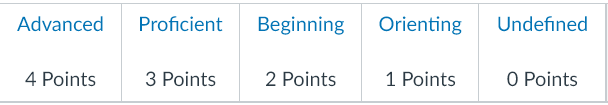 Advanced Proficient Beginning Orienting Undefined
4 Points 3 Points 2 Points 1 Points 0 Points